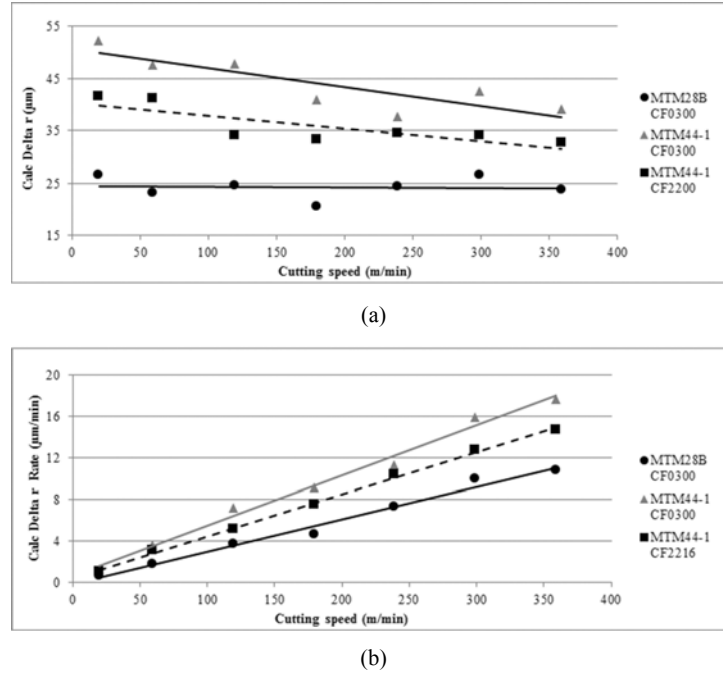 55
45
35
25
15
Calc Delta r (µm)
0 50 100 150 200 250 300 350 400
Cutting speed (m/min)
MTM28B
CF0300
MTM44-1
CF0300
MTM44-1
CF2200
(a)
20
16
12
8
4
0
Calc Delta r Rate (µm/min)
0 50 100 150 200 250 300 350 400
Cutting speed (m/min)
MTM28B
CF0300
MTM44-1
CF0300
MTM44-1
CF2216
(b)